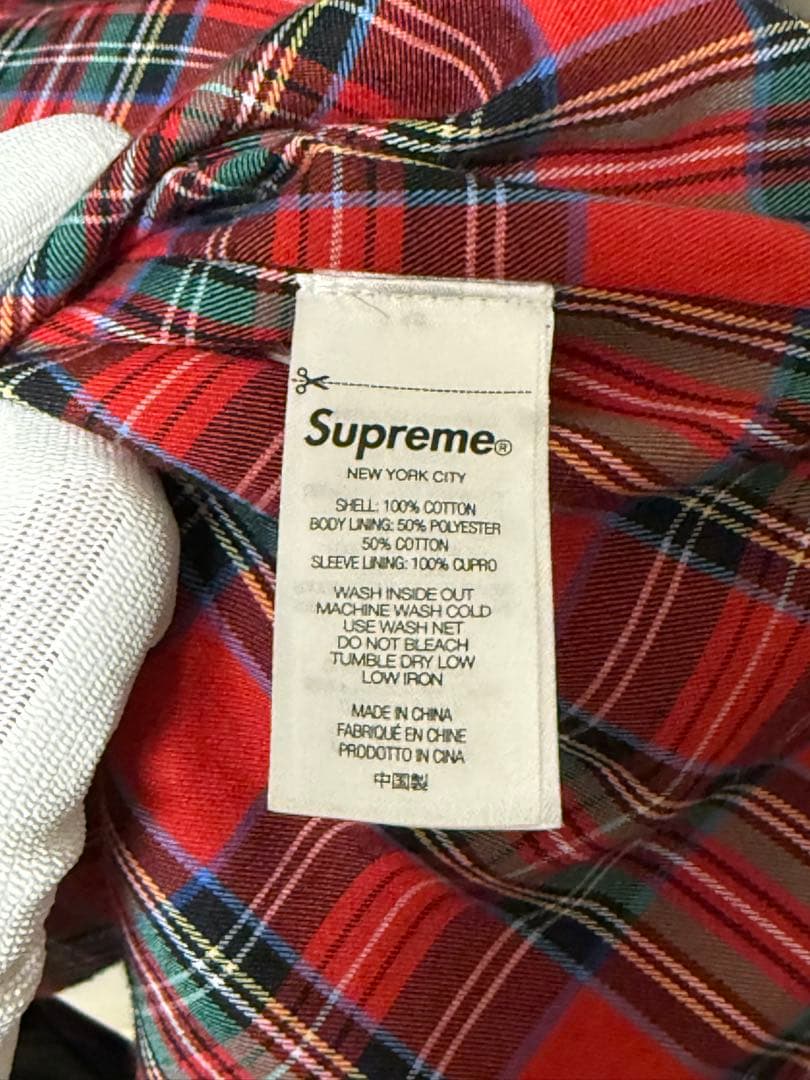 Supreme®
NEW YORK CITY
SHELL: 100% COTTON
BODY LINING: 50% POLYESTER
50% COTTON
SLEEVE LINING: 100% CUPRO
WASH INSIDE OUT
MACHINE WASH COLD
USE WASH NET
DO NOT BLEACH
TUMBLE DRY LOW
LOW IRON
MADE IN CHINA
FABRIQUÉ EN CHINE
PRODOTTO IN CINA
中国製